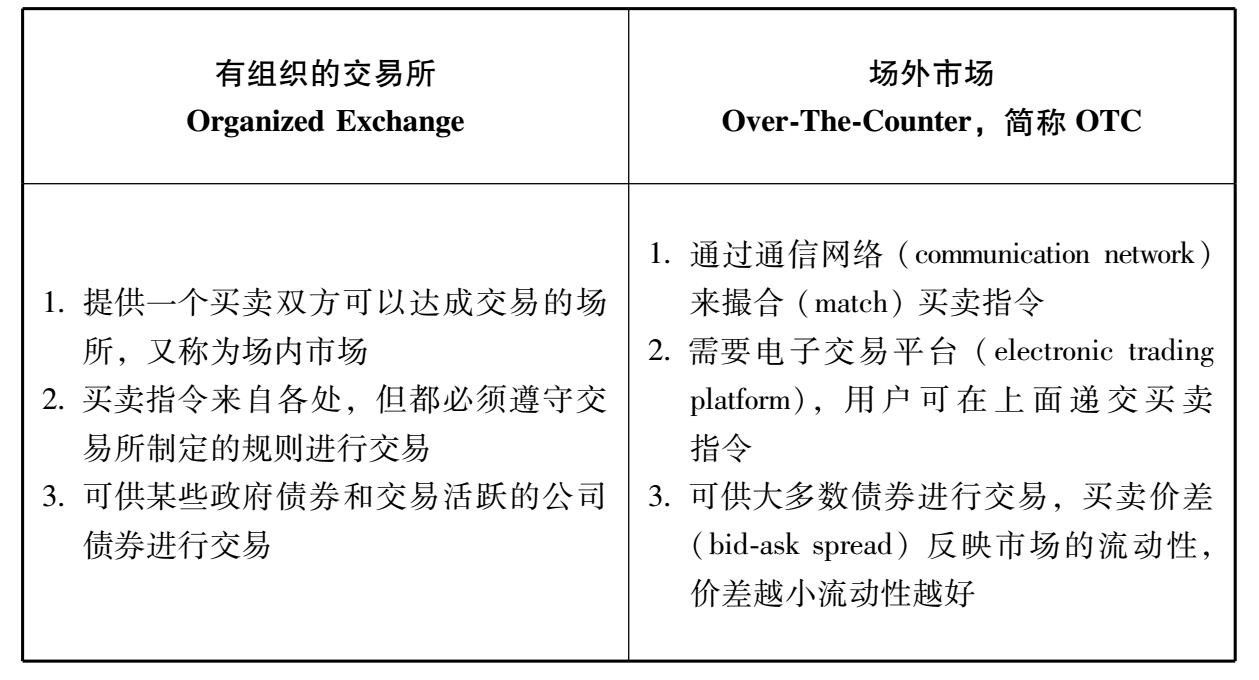 有组织的交易所
Organized Exchange
场外市场
Over-The-Counter，简称 OTC
1. 提供一个买卖双方可以达成交易的场
所，又称为场内市场
2. 买卖指令来自各处，但都必须遵守交
易所制定的规则进行交易
3. 可供某些政府债券和交易活跃的公司
债券进行交易
1. 通过通信网络（communication network）
来撮合（match）买卖指令
2. 需要电子交易平台（electronic trading
platform），用户可在上面递交买卖
指令
3. 可供大多数债券进行交易，买卖价差
（bid-ask spread）反映市场的流动性，
价差越小流动性越好